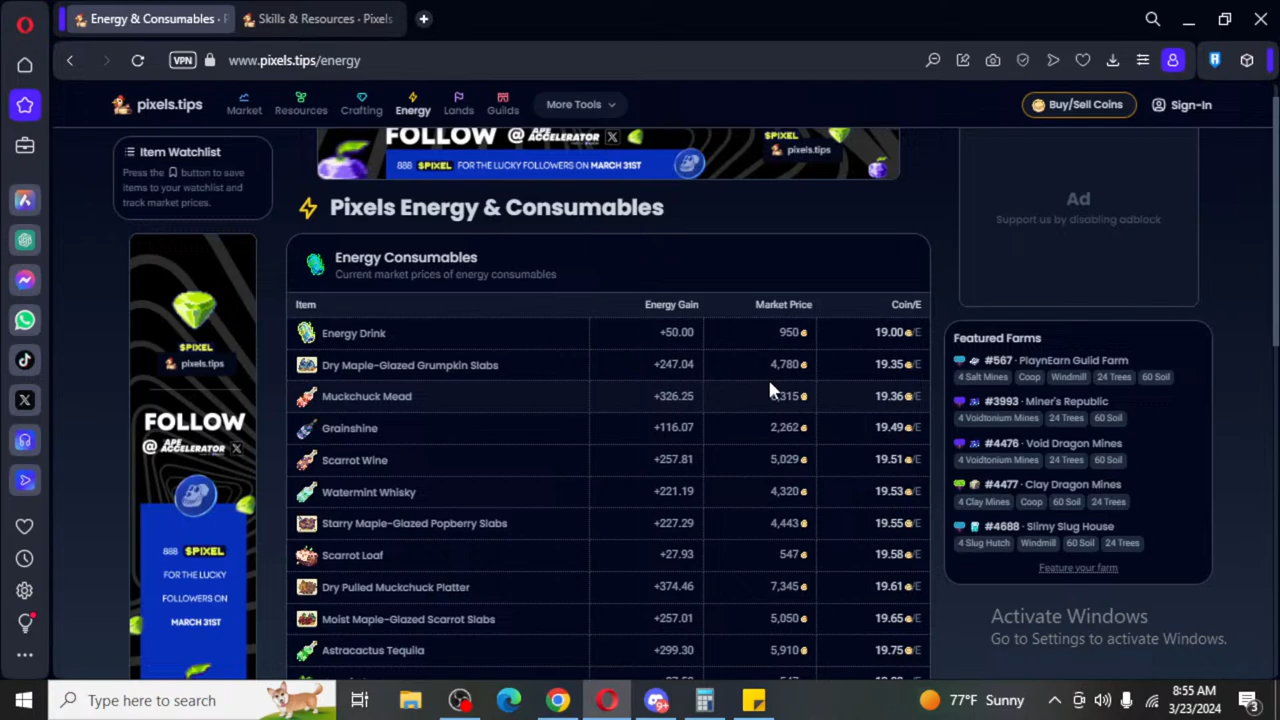 Energy & Consumables ·
Skills & Resources · Pixels
VPN
www.pixels.tips/energy
pixels.tips
Market
Resources
Crafting
Energy
Lands
Guilds
More Tools
Buy/Sell Coins
Sign-In
Item Watchlist
Press the button to save
items to your watchlist and
track market prices.
FOLLOW @ APE ACCELERATOR X
888 $PIXEL FOR THE LUCKY FOLLOWERS ON MARCH 31ST
$PIXEL
pixels.tips
Ad
Support us by disabling adblock
Pixels Energy & Consumables
Energy Consumables
Current market prices of energy consumables
Item Energy Gain Market Price Coin/E
Energy Drink +50.00 950 19.00 /E
Dry Maple-Glazed Grumpkin Slabs +247.04 4,780 19.35 /E
Muckchuck Mead +326.25 315 19.36 /E
Grainshine +116.07 2,262 19.49 /E
Scarrot Wine +257.81 5,029 19.51 /E
Watermint Whisky +221.19 4,320 19.53 /E
Starry Maple-Glazed Popberry Slabs +227.29 4,443 19.55 /E
Scarrot Loaf +27.93 547 19.58 /E
Dry Pulled Muckchuck Platter +374.46 7,345 19.61 /E
Moist Maple-Glazed Scarrot Slabs +257.01 5,050 19.65 /E
Astracactus Tequila +299.30 5,910 19.75 /E
$PIXEL
pixels.tips
FOLLOW
@ APE ACCELERATOR X
888 $PIXEL
FOR THE LUCKY
FOLLOWERS ON
MARCH 31ST
Featured Farms
#567 · PlaynEarn Guild Farm
4 Salt Mines Coop Windmill 24 Trees 60 Soil
#3993 · Miner's Republic
4 Voidtonium Mines 24 Trees 60 Soil
#4476 · Void Dragon Mines
4 Voidtonium Mines 24 Trees 60 Soil
#4477 · Clay Dragon Mines
4 Clay Mines Coop 60 Soil 24 Trees
#4688 · Slimy Slug House
4 Slug Hutch Windmill 60 Soil 24 Trees
Feature your farm
Activate Windows
Go to Settings to activate Windows.
Type here to search
9+
77°F Sunny
8:55 AM
3/23/2024
3